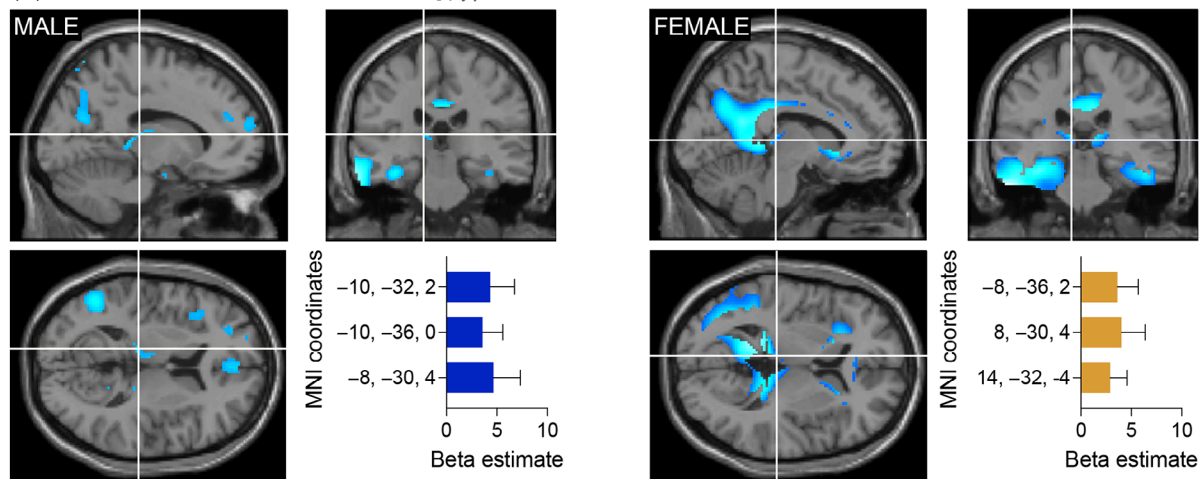 MALE
FEMALE
MNI coordinates
–10, –32, 2
–10, –36, 0
–8, –30, 4
0 5 10
Beta estimate
MNI coordinates
–8, –36, 2
8, –30, 4
14, –32, -4
0 5 10
Beta estimate